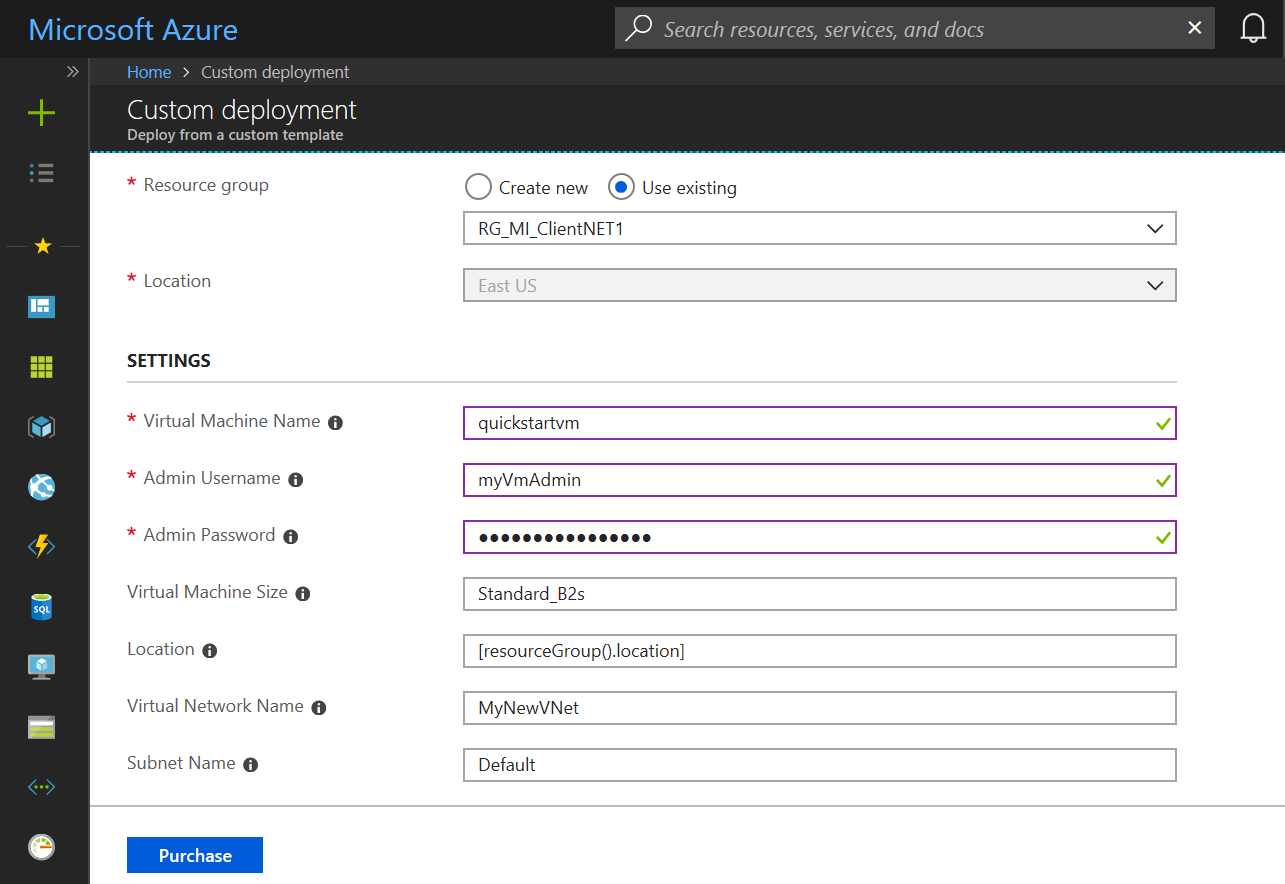 Microsoft Azure
Search resources, services, and docs
Home > Custom deployment
Custom deployment
Deploy from a custom template
* Resource group
Create new
Use existing
RG_MI_ClientNET1
* Location
East US
SETTINGS
* Virtual Machine Name
quickstartvm
* Admin Username
myVmAdmin
* Admin Password
••••••••••••••••
Virtual Machine Size
Standard_B2s
Location
[resourceGroup().location]
Virtual Network Name
MyNewVNet
Subnet Name
Default
SQL
Purchase